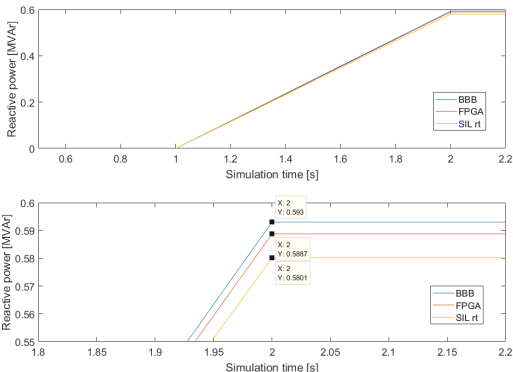 0.6
0.4
0.2
0
Reactive power [MVAr]
0.6
0.8
1
1.2
1.4
1.6
1.8
2
2.2
Simulation time [s]
BBB
FPGA
SIL rt
0.6
0.59
0.58
0.57
0.56
0.55
Reactive power [MVAr]
X: 2
Y: 0.593
X: 2
Y: 0.5887
X: 2
Y: 0.5801
BBB
FPGA
SIL rt
1.8
1.85
1.9
1.95
2
2.05
2.1
2.15
2.2
Simulation time [s]